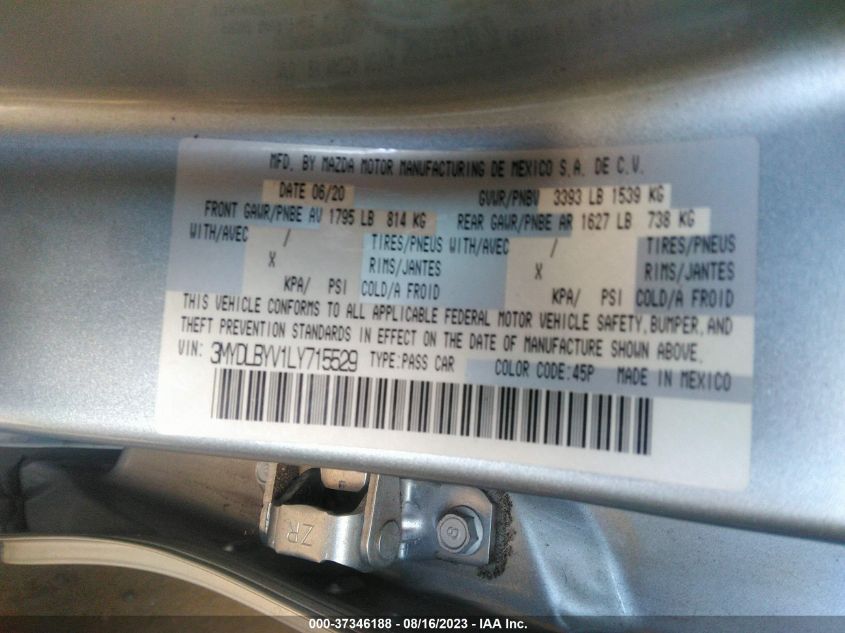 MFD. BY MAZDA MOTOR MANUFACTURING DE MEXICO S.A. DE C.V.
DATE 06/20 GVWR/PNBV 3393 LB 1539 KG
FRONT GAWR/PNBE AV 1795 LB 814 KG REAR GAWR/PNBE AR 1627 LB 738 KG
WITH/AVEC / TIRES/PNEUS WITH/AVEC / TIRES/PNEUS
X RIMS/JANTES X RIMS/JANTES
KPA/ PSI COLD/A FROID KPA/ PSI COLD/A FROID
THIS VEHICLE CONFORMS TO ALL APPLICABLE FEDERAL MOTOR VEHICLE SAFETY, BUMPER, AND
THEFT PREVENTION STANDARDS IN EFFECT ON THE DATE OF MANUFACTURE SHOWN ABOVE.
VIN: 3MYDLBYV1LY715529 TYPE:PASS CAR COLOR CODE:45P MADE IN MEXICO
ZR
8
000-37346188 - 08/16/2023 - IAA Inc.